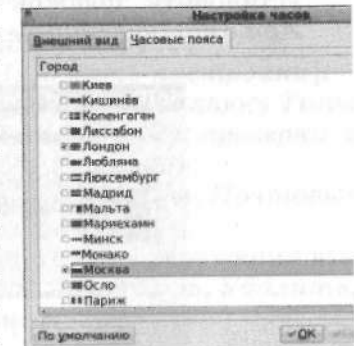 Настройка часов
Внешний вид Часовые пояса
Город
Киев
Кишинёв
Копенгаген
Лиссабон
Лондон
Любляна
Люксембург
Мадрид
Мальта
Мариехамн
Минск
Монако
Москва
Осло
Париж
По умолчанию OK